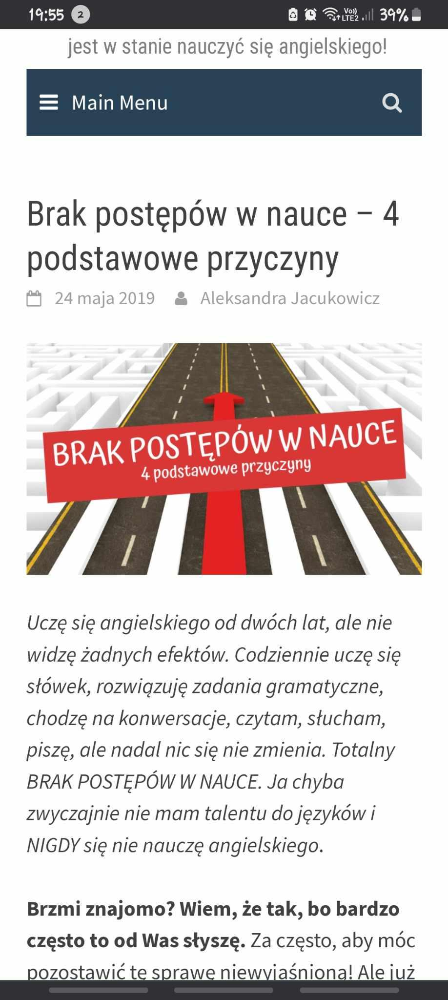 19:55 2 Vo)) LTE2 39%
jest w stanie nauczyć się angielskiego!
Main Menu
Brak postępów w nauce – 4
podstawowe przyczyny
24 maja 2019 Aleksandra Jacukowicz
BRAK POSTĘPÓW W NAUCE
4 podstawowe przyczyny
Uczę się angielskiego od dwóch lat, ale nie
widzę żadnych efektów. Codziennie uczę się
słówek, rozwiązuję zadania gramatyczne,
chodzę na konwersacje, czytam, słucham,
piszę, ale nadal nic się nie zmienia. Totalny
BRAK POSTĘPÓW W NAUCE. Ja chyba
zwyczajnie nie mam talentu do języków i
NIGDY się nie nauczę angielskiego.
Brzmi znajomo? Wiem, że tak, bo bardzo
często to od Was słyszę. Za często, aby móc
pozostawić tę sprawę niewyjaśnioną! Ale już